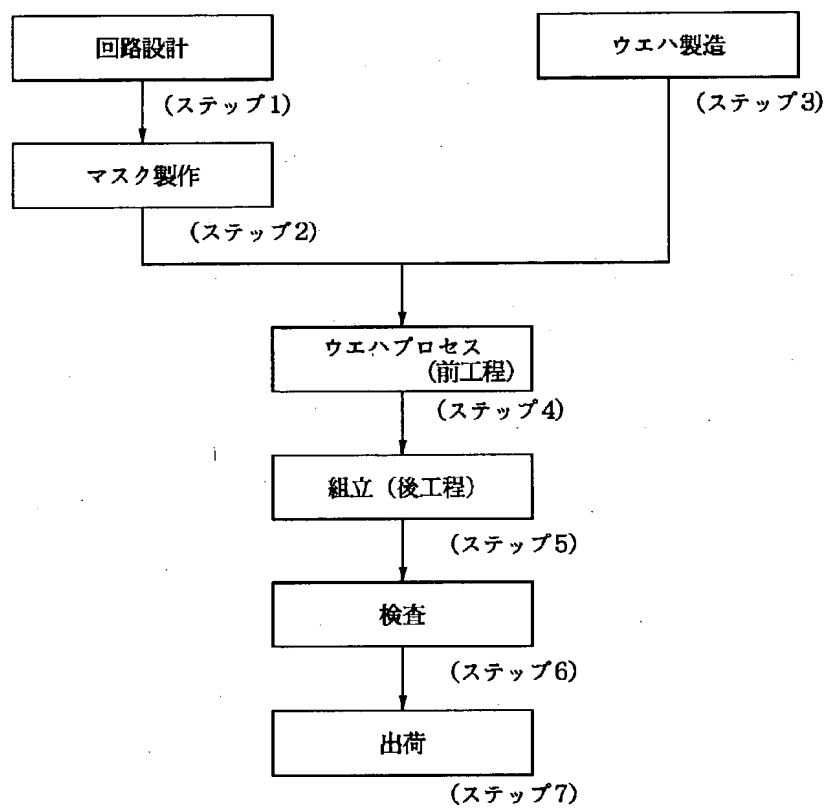 回路設計
(ステップ1)
マスク製作
(ステップ2)
ウエハ製造
(ステップ3)
ウエハプロセス
(前工程)
(ステップ4)
組立 (後工程)
(ステップ5)
検査
(ステップ6)
出荷
(ステップ7)